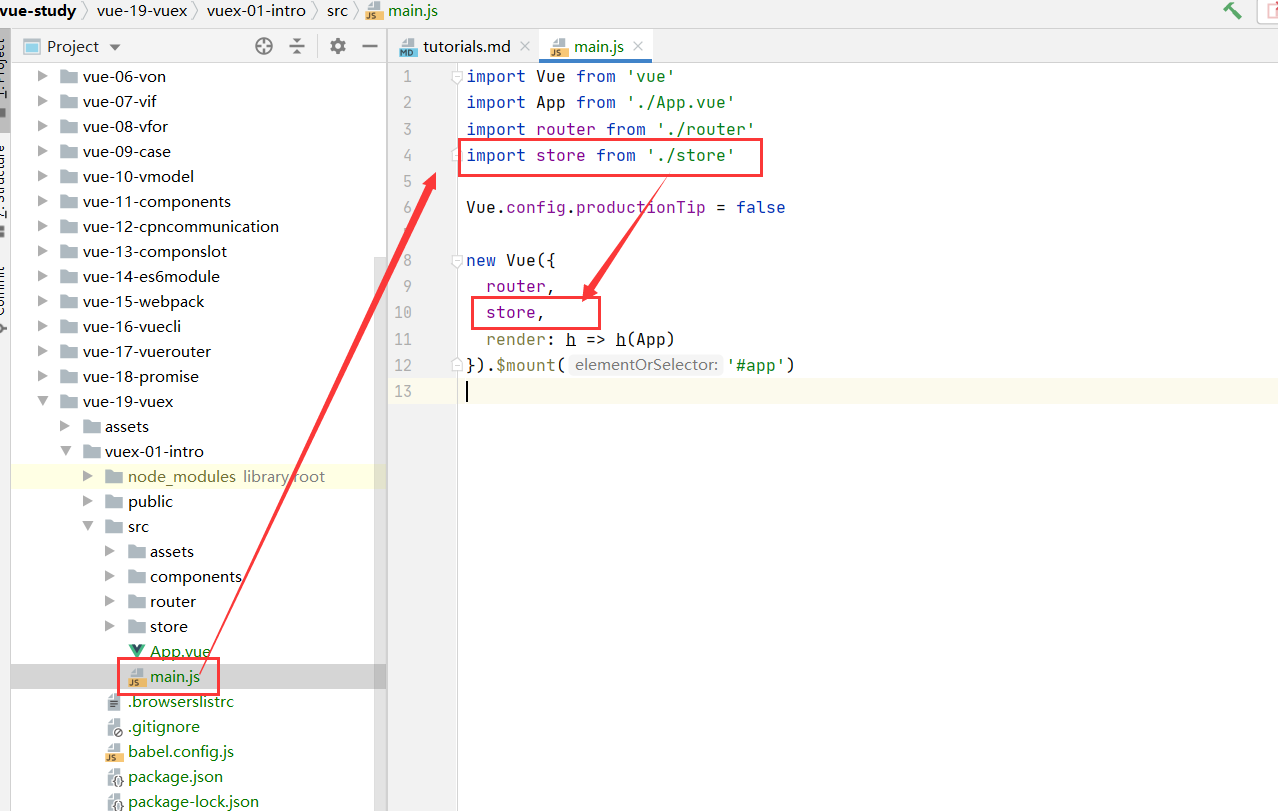 vue-study vue-19-vuex vuex-01-intro src main.js
Project
vue-06-von
vue-07-vif
vue-08-vfor
vue-09-case
vue-10-vmodel
vue-11-components
vue-12-cpncommunication
vue-13-componslot
vue-14-es6module
vue-15-webpack
vue-16-vuecli
vue-17-vuerouter
vue-18-promise
vue-19-vuex
assets
vuex-01-intro
node_modules library root
public
src
assets
components
router
store
App.vue
main.js
.browserslistrc
.gitignore
babel.config.js
package.json
package-lock.json
tutorials.md main.js
1 import Vue from 'vue'
2 import App from './App.vue'
3 import router from './router'
4 import store from './store'
5
6 Vue.config.productionTip = false
8 new Vue({
9 router,
10 store,
11 render: h => h(App)
12 }).$mount( elementOrSelector: '#app')
13